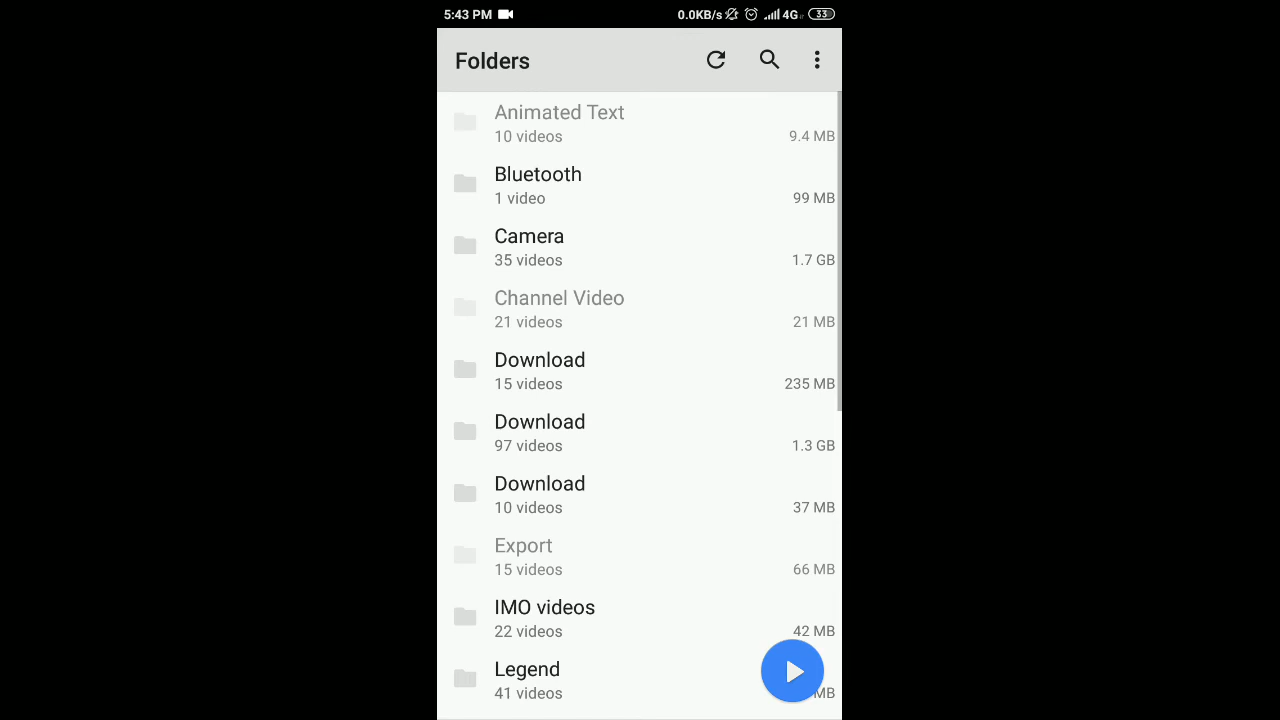 5:43 PM 0.0KB/s 4G 33
Folders
Animated Text
10 videos 9.4 MB
Bluetooth
1 video 99 MB
Camera
35 videos 1.7 GB
Channel Video
21 videos 21 MB
Download
15 videos 235 MB
Download
97 videos 1.3 GB
Download
10 videos 37 MB
Export
15 videos 66 MB
IMO videos
22 videos 42 MB
Legend
41 videos MB